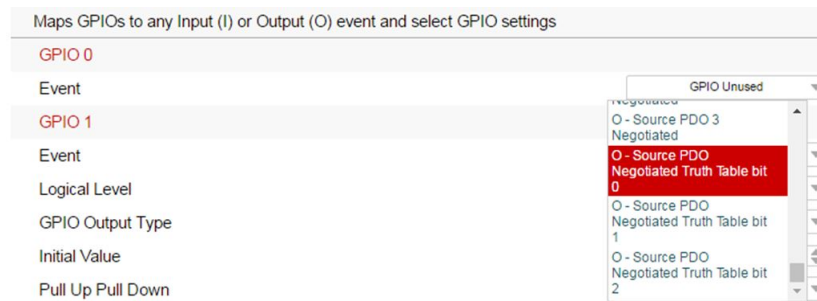 Maps GPIOs to any Input (I) or Output (O) event and select GPIO settings
GPIO 0
Event
GPIO Unused
Negotiated
GPIO 1
O - Source PDO 3
Negotiated
Event
O - Source PDO
Negotiated Truth Table bit
0
Logical Level
GPIO Output Type
O - Source PDO
Negotiated Truth Table bit
1
Initial Value
O - Source PDO
Negotiated Truth Table bit
2
Pull Up Pull Down